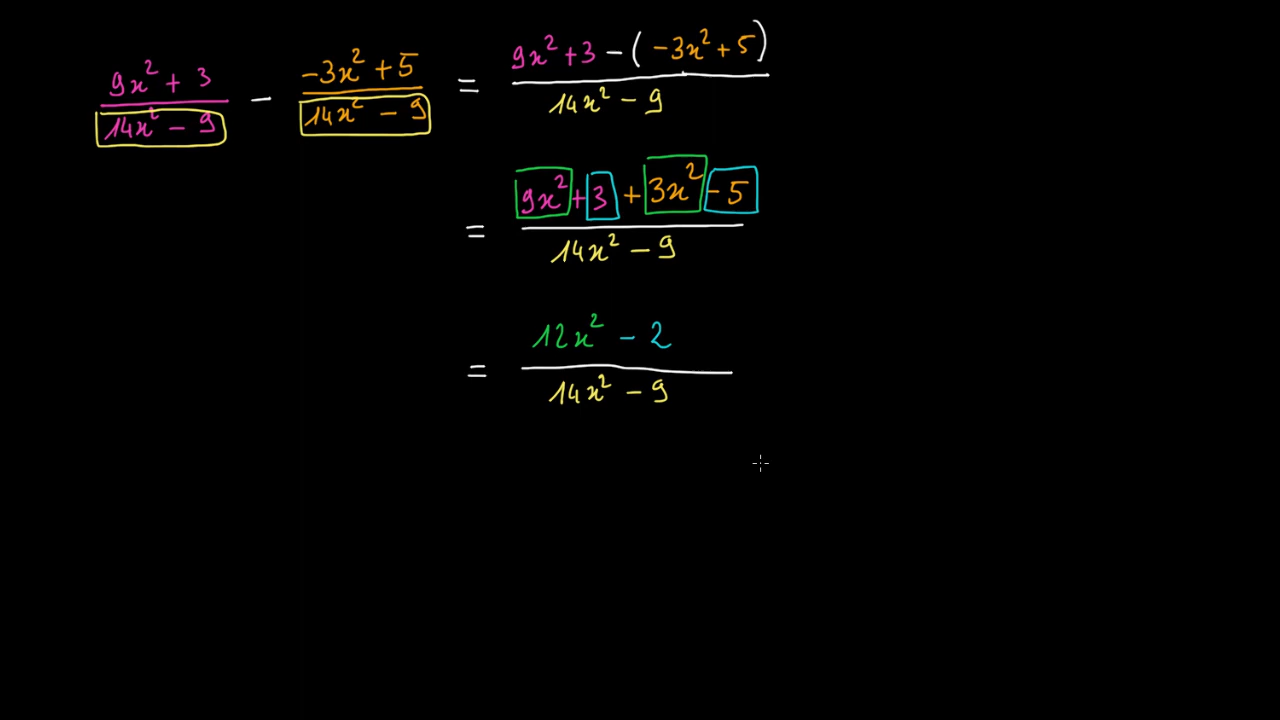 (9x² + 3)/(14x² - 9) - (-3x² + 5)/(14x² - 9) = (9x² + 3 - (-3x² + 5))/(14x² - 9)
= (9x² + 3 + 3x² - 5)/(14x² - 9)
= (12x² - 2)/(14x² - 9)